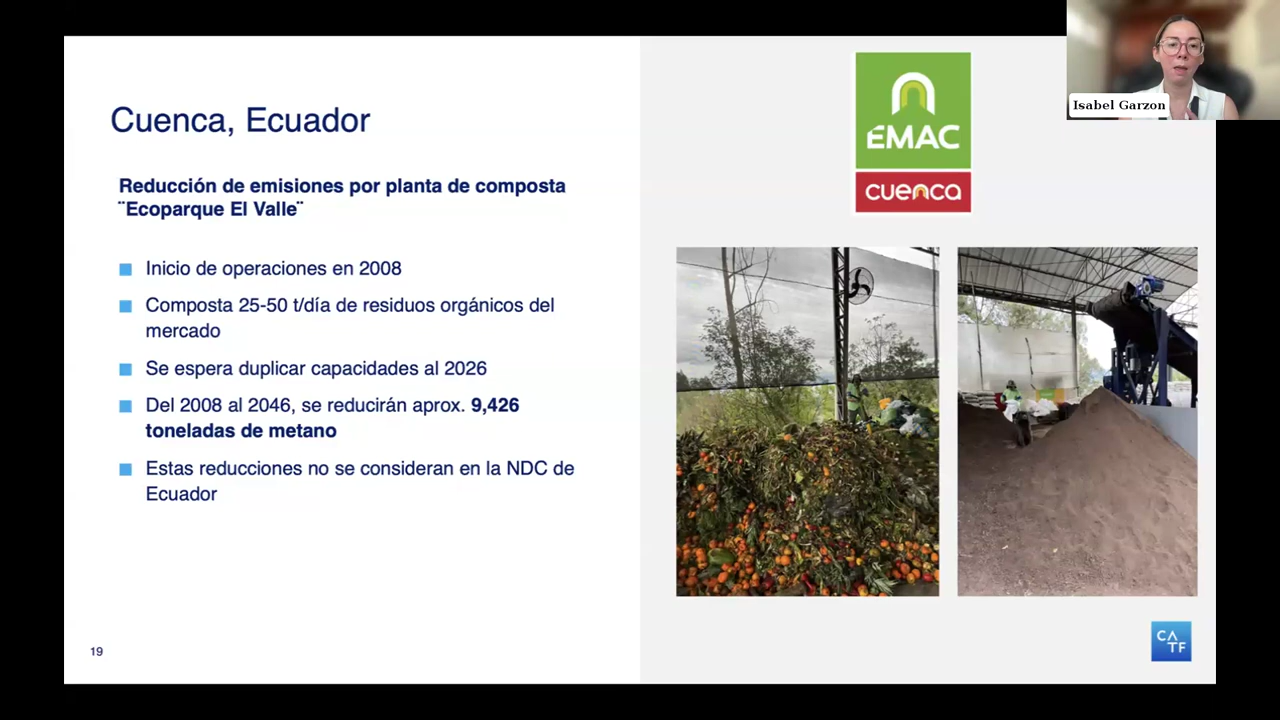 Cuenca, Ecuador
Reducción de emisiones por planta de composta
¨Ecoparque El Valle¨
Inicio de operaciones en 2008
Composta 25-50 t/día de residuos orgánicos del
mercado
Se espera duplicar capacidades al 2026
Del 2008 al 2046, se reducirán aprox. 9,426
toneladas de metano
Estas reducciones no se consideran en la NDC de
Ecuador
19
EMAC
cuenca
Isabel Garzon
CA
TF